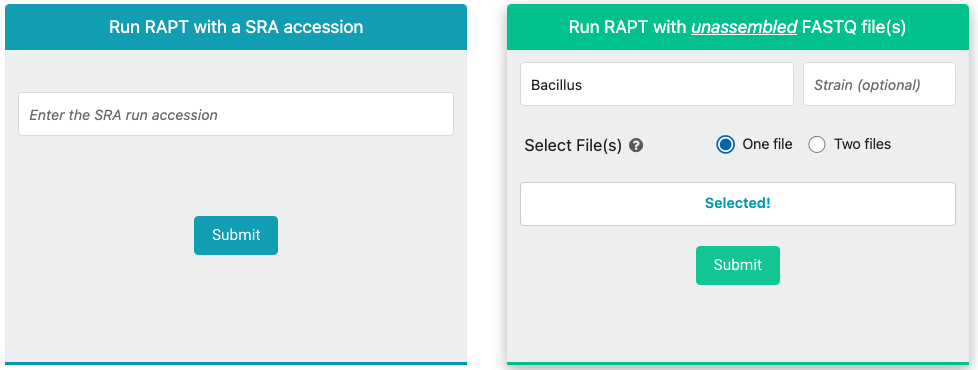 Run RAPT with a SRA accession
Enter the SRA run accession
Submit
Run RAPT with unassembled FASTQ file(s)
Bacillus
Strain (optional)
Select File(s) ?
One file
Two files
Selected!
Submit